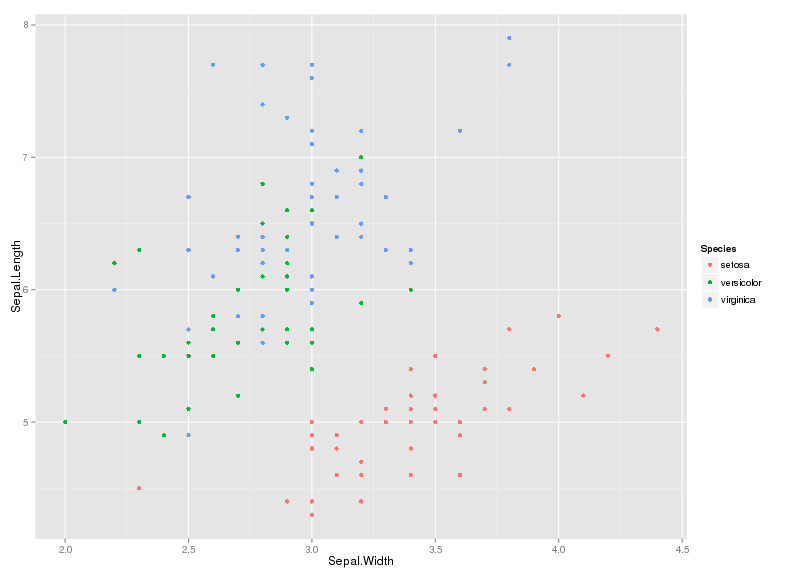 8
7
6
5
Sepal.Length
2.0 2.5 3.0 3.5 4.0 4.5
Sepal.Width
Species
setosa
versicolor
virginica